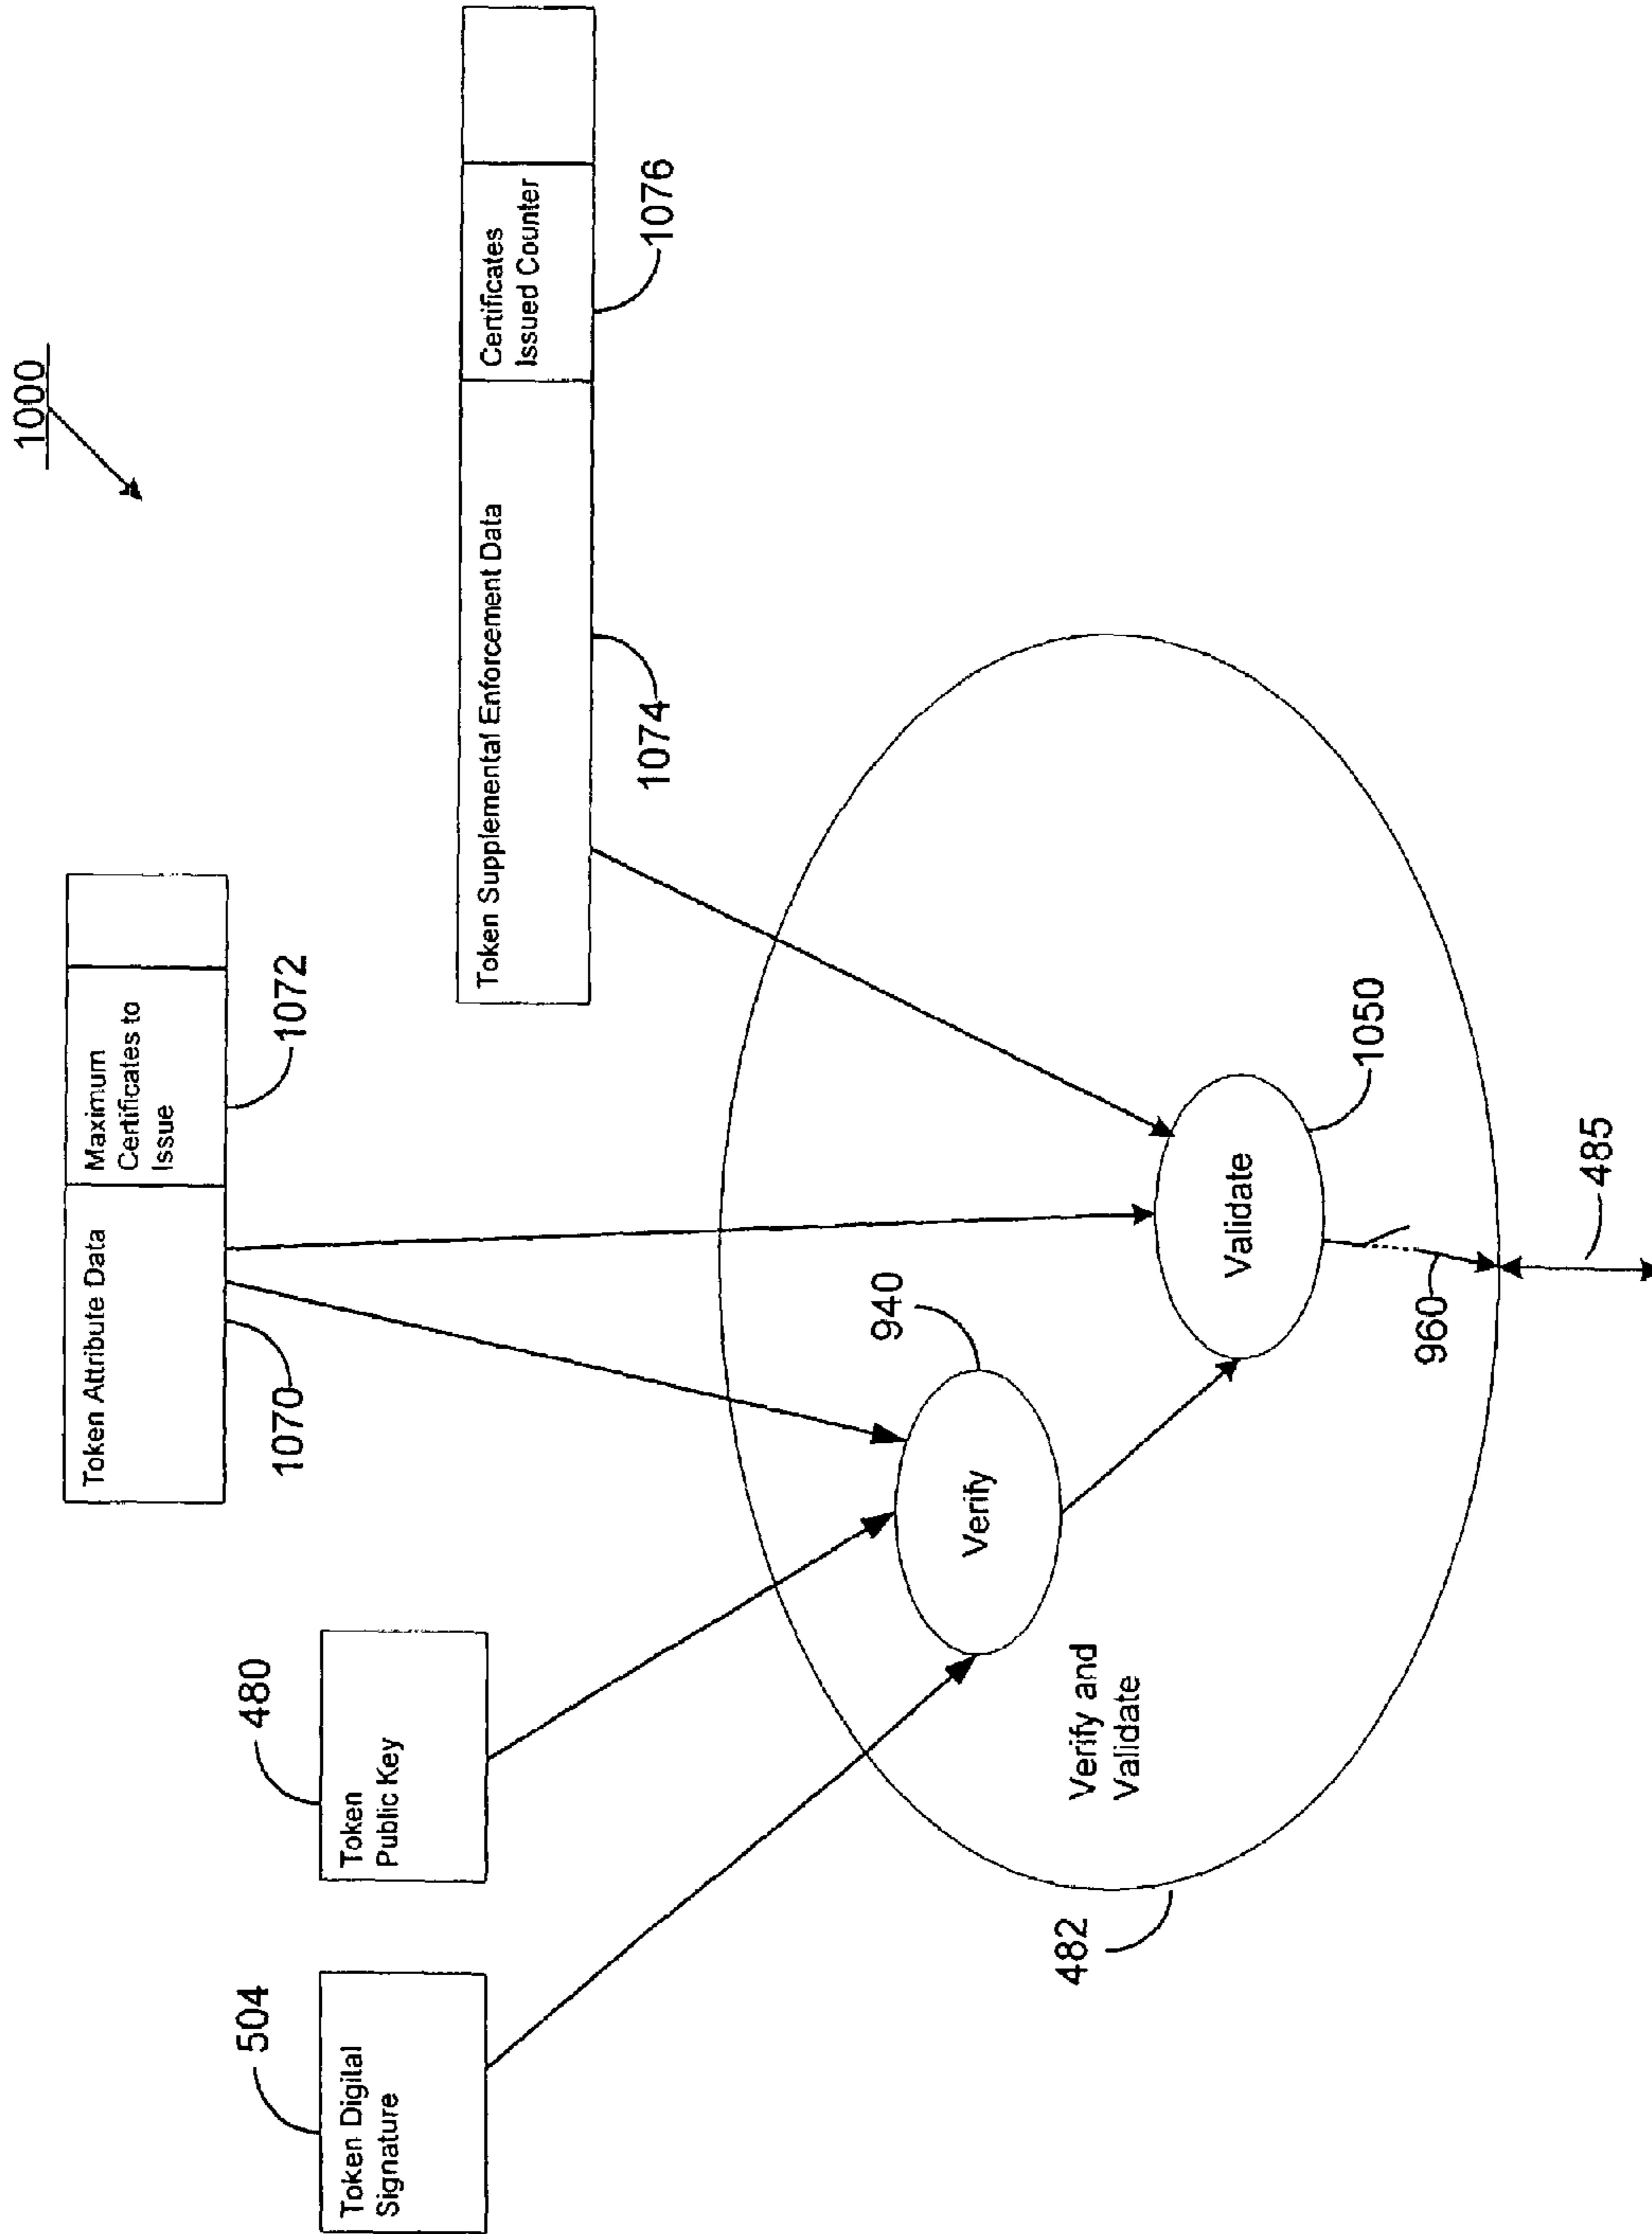 1000
Token Attribute Data
Maximum
Certificates to
Issue
1070
1072
Token Supplemental Enforcement Data
Certificates
Issued Counter
1074
1076
504
Token Digital
Signature
480
Token
Public Key
940
Verify
Validate
1050
Verify and
Validate
482
960
485